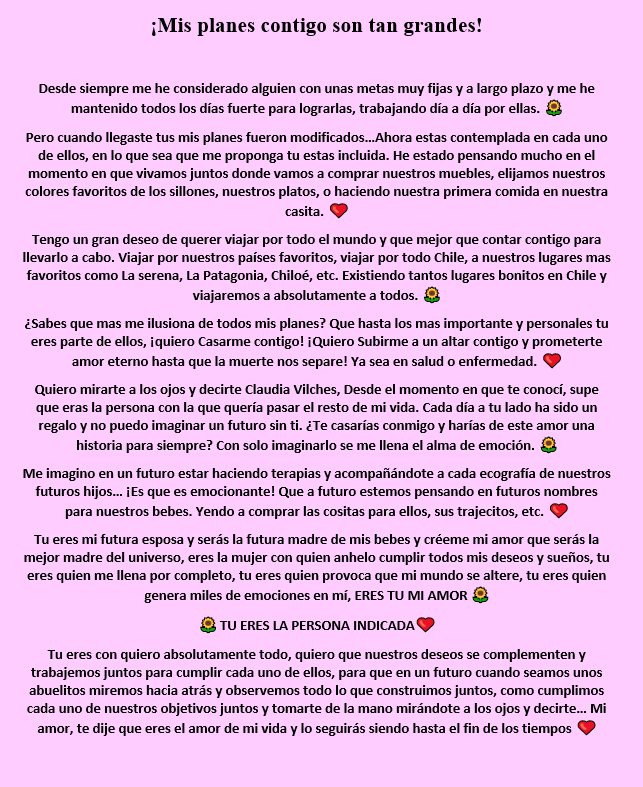 ¡Mis planes contigo son tan grandes!
Desde siempre me he considerado alguien con unas metas muy fijas y a largo plazo y me he
mantenido todos los días fuerte para lograrlas, trabajando día a día por ellas. 🌻
Pero cuando llegaste tus mis planes fueron modificados...Ahora estas contemplada en cada uno
de ellos, en lo que sea que me proponga tu estas incluida. He estado pensando mucho en el
momento en que vivamos juntos donde vamos a comprar nuestros muebles, elijamos nuestros
colores favoritos de los sillones, nuestros platos, o haciendo nuestra primera comida en nuestra
casita. ❤️
Tengo un gran deseo de querer viajar por todo el mundo y que mejor que contar contigo para
llevarlo a cabo. Viajar por nuestros países favoritos, viajar por todo Chile, a nuestros lugares mas
favoritos como La serena, La Patagonia, Chiloé, etc. Existiendo tantos lugares bonitos en Chile y
viajaremos a absolutamente a todos. 🌻
¿Sabes que mas me ilusiona de todos mis planes? Que hasta los mas importante y personales tu
eres parte de ellos, ¡quiero Casarme contigo! ¡Quiero Subirme a un altar contigo y prometerte
amor eterno hasta que la muerte nos separe! Ya sea en salud o enfermedad. ❤️
Quiero mirarte a los ojos y decirte Claudia Vilches, Desde el momento en que te conocí, supe
que eras la persona con la que quería pasar el resto de mi vida. Cada día a tu lado ha sido un
regalo y no puedo imaginar un futuro sin ti. ¿Te casarías conmigo y harías de este amor una
historia para siempre? Con solo imaginarlo se me llena el alma de emoción. 🌻
Me imagino en un futuro estar haciendo terapias y acompañándote a cada ecografía de nuestros
futuros hijos... ¡Es que es emocionante! Que a futuro estemos pensando en futuros nombres
para nuestros bebes. Yendo a comprar las cositas para ellos, sus trajecitos, etc. ❤️
Tu eres mi futura esposa y serás la futura madre de mis bebes y créeme mi amor que serás la
mejor madre del universo, eres la mujer con quien anhelo cumplir todos mis deseos y sueños, tu
eres quien me llena por completo, tu eres quien provoca que mi mundo se altere, tu eres quien
genera miles de emociones en mí, ERES TU MI AMOR 🌻
🌻 TU ERES LA PERSONA INDICADA❤️
Tu eres con quiero absolutamente todo, quiero que nuestros deseos se complementen y
trabajemos juntos para cumplir cada uno de ellos, para que en un futuro cuando seamos unos
abuelitos miremos hacia atrás y observemos todo lo que construimos juntos, como cumplimos
cada uno de nuestros objetivos juntos y tomarte de la mano mirándote a los ojos y decirte... Mi
amor, te dije que eres el amor de mi vida y lo seguirás siendo hasta el fin de los tiempos ❤️